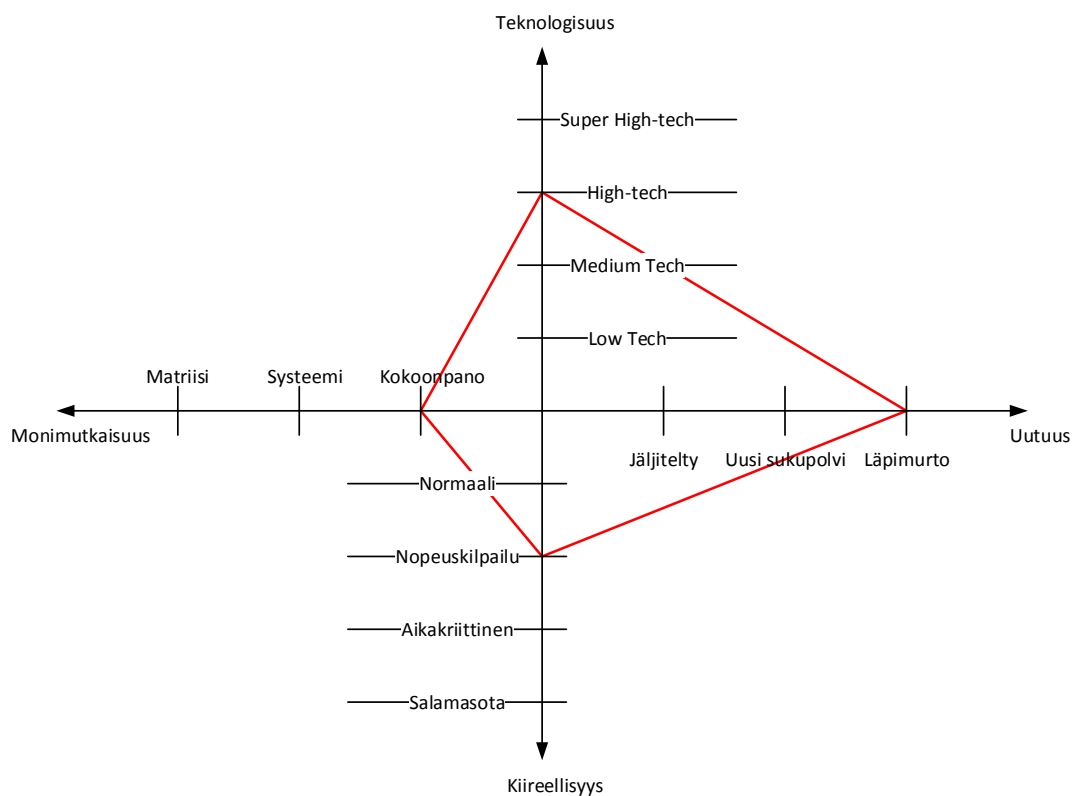 Teknologisuus
Super High-tech
High-tech
Medium Tech
Low Tech
Matriisi
Systeemi
Kokoonpano
Monimutkaisuus
Uutuus
Jäljitelty
Uusi sukupolvi
Läpimurto
Normaali
Nopeuskilpailu
Aikakriittinen
Salamasota
Kiireellisyys